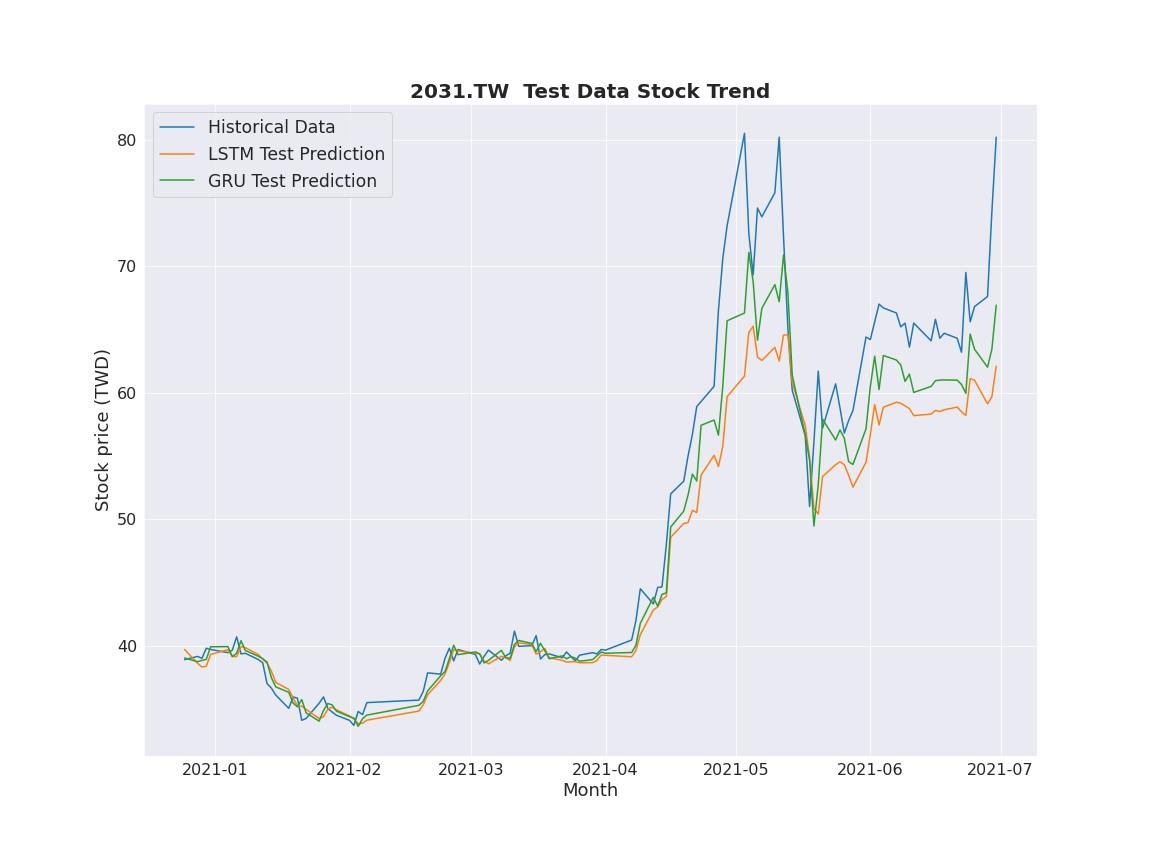 2031.TW  Test Data Stock Trend
Historical Data
LSTM Test Prediction
GRU Test Prediction
80
70
60
50
40
Stock price (TWD)
2021-01 2021-02 2021-03 2021-04 2021-05 2021-06 2021-07
Month